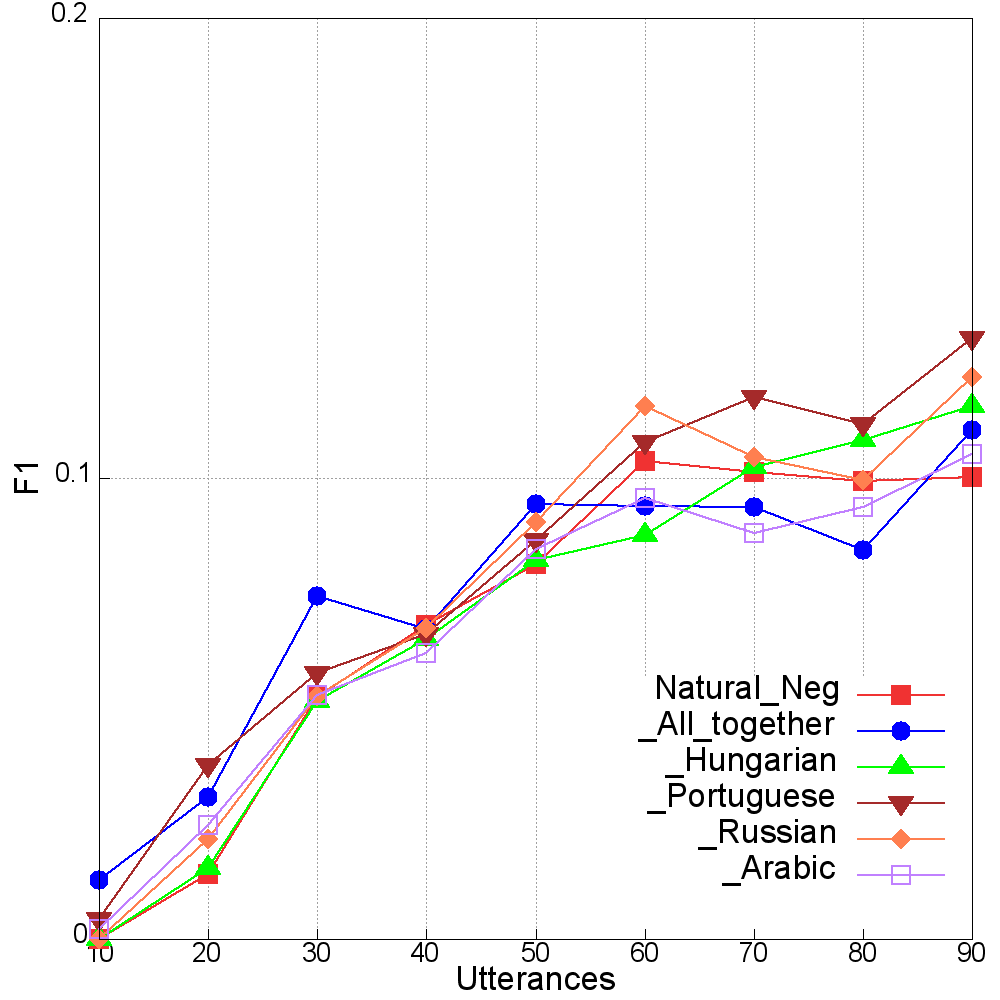 0.2
F1
0.1
Natural_Neg
_All_together
_Hungarian
_Portuguese
_Russian
_Arabic
0
10 20 30 40 50 60 70 80 90
Utterances